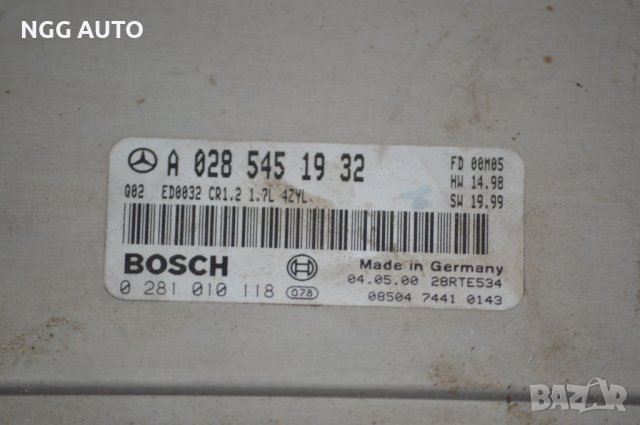 NGG AUTO
A 028 545 19 32
FD 00M05
HW 14.98
Q02 ED0032 CR1.2 1.7L 4ZYL
SW 19.99
BOSCH
Made in Germany
0 281 010 118 078
04.05.00 28RTE534
08504 7441 0143
BAZAR